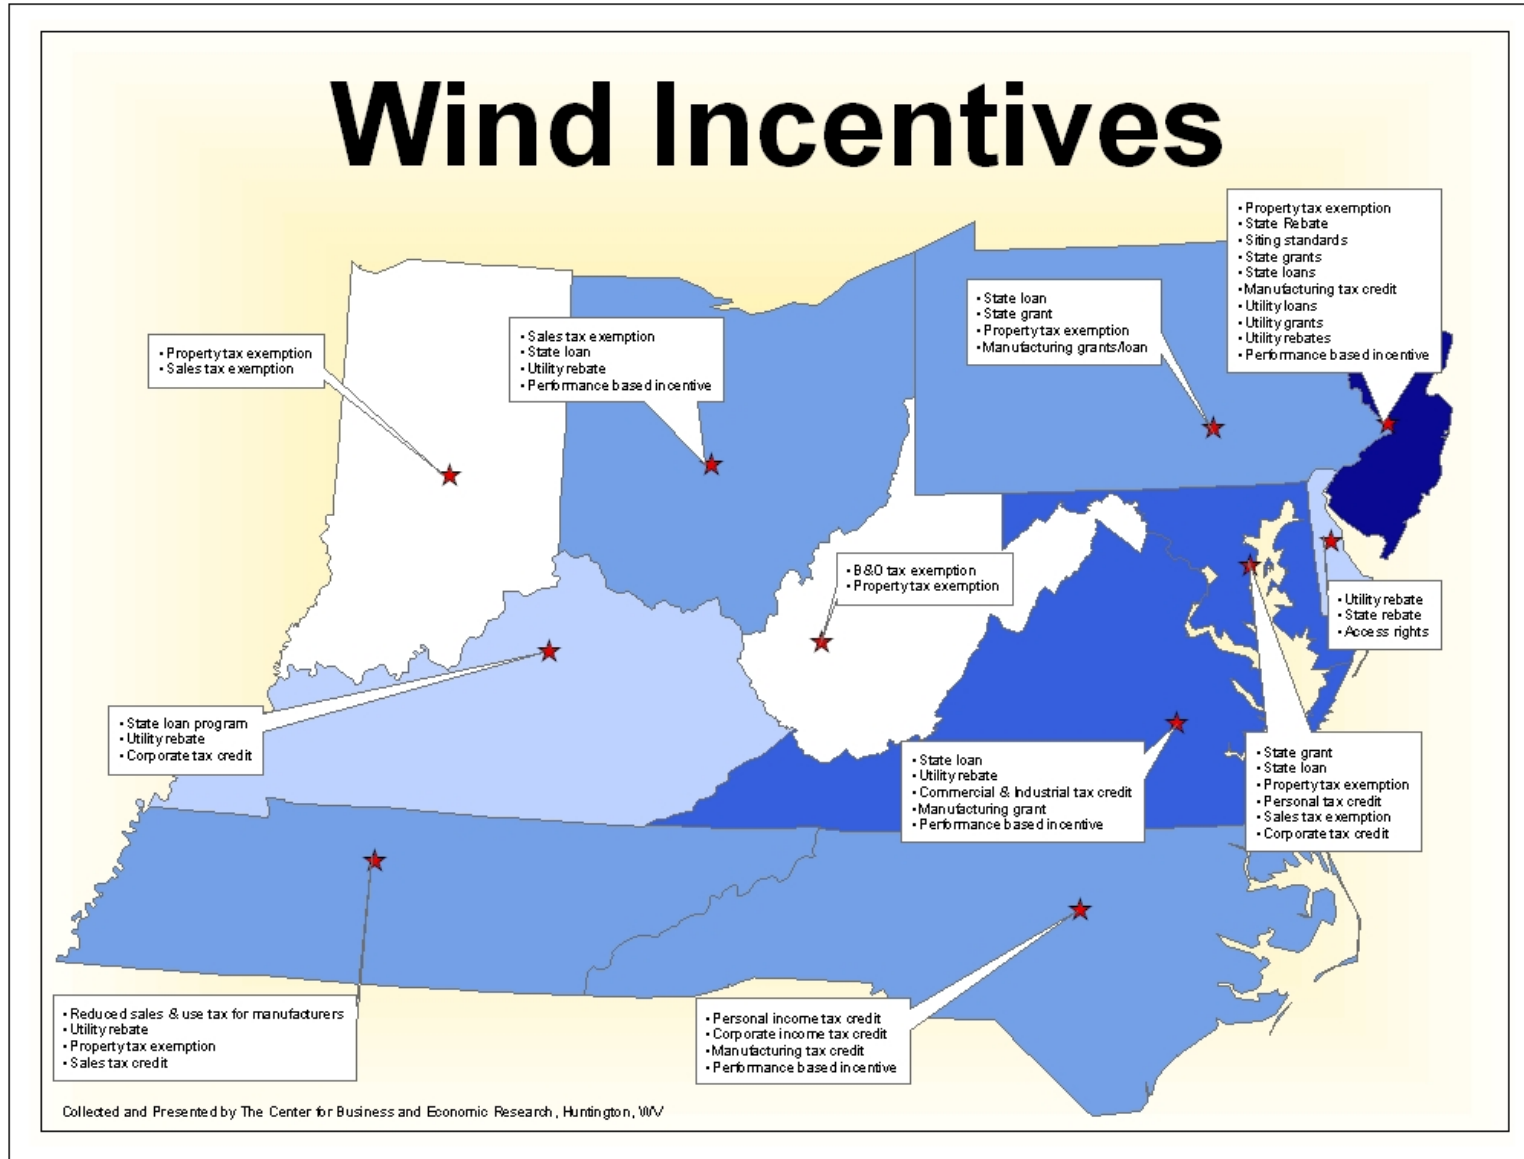 Wind Incentives
• Property tax exemption
• State Rebate
• Siting standards
• State grants
• State loans
• Manufacturing tax credit
• Utility loans
• Utility grants
• Utility rebates
• Performance based incentive
• State loan
• State grant
• Property tax exemption
• Manufacturing grants/loan
• Sales tax exemption
• State loan
• Utility rebate
• Performance based incentive
• Property tax exemption
• Sales tax exemption
• B&O tax exemption
• Property tax exemption
• Utility rebate
• State rebate
• Access rights
• State loan program
• Utility rebate
• Corporate tax credit
• State loan
• Utility rebate
• Commercial & Industrial tax credit
• Manufacturing grant
• Performance based incentive
• State grant
• State loan
• Property tax exemption
• Personal tax credit
• Sales tax exemption
• Corporate tax credit
• Reduced sales & use tax for manufacturers
• Utility rebate
• Property tax exemption
• Sales tax credit
• Personal income tax credit
• Corporate income tax credit
• Manufacturing tax credit
• Performance based incentive
Collected and Presented by The Center for Business and Economic Research, Huntington, WV